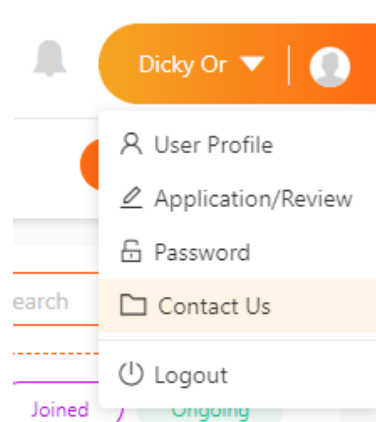 Dicky Or
User Profile
Application/Review
Password
earch
Contact Us
Logout
Joined
Ongoing